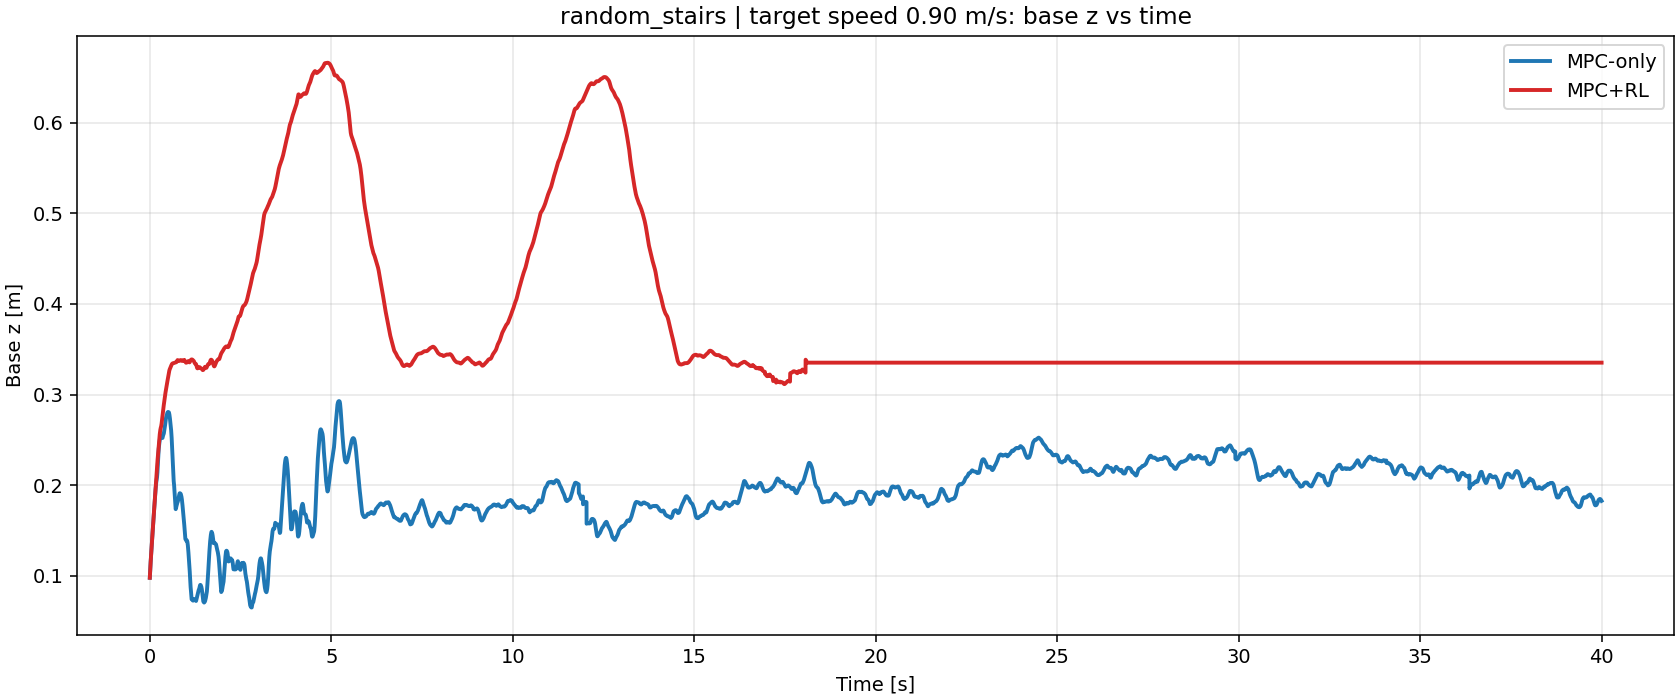 random_stairs | target speed 0.90 m/s: base z vs time
MPC-only
MPC+RL
Base z [m]
0.6
0.5
0.4
0.3
0.2
0.1
0 5 10 15 20 25 30 35 40
Time [s]